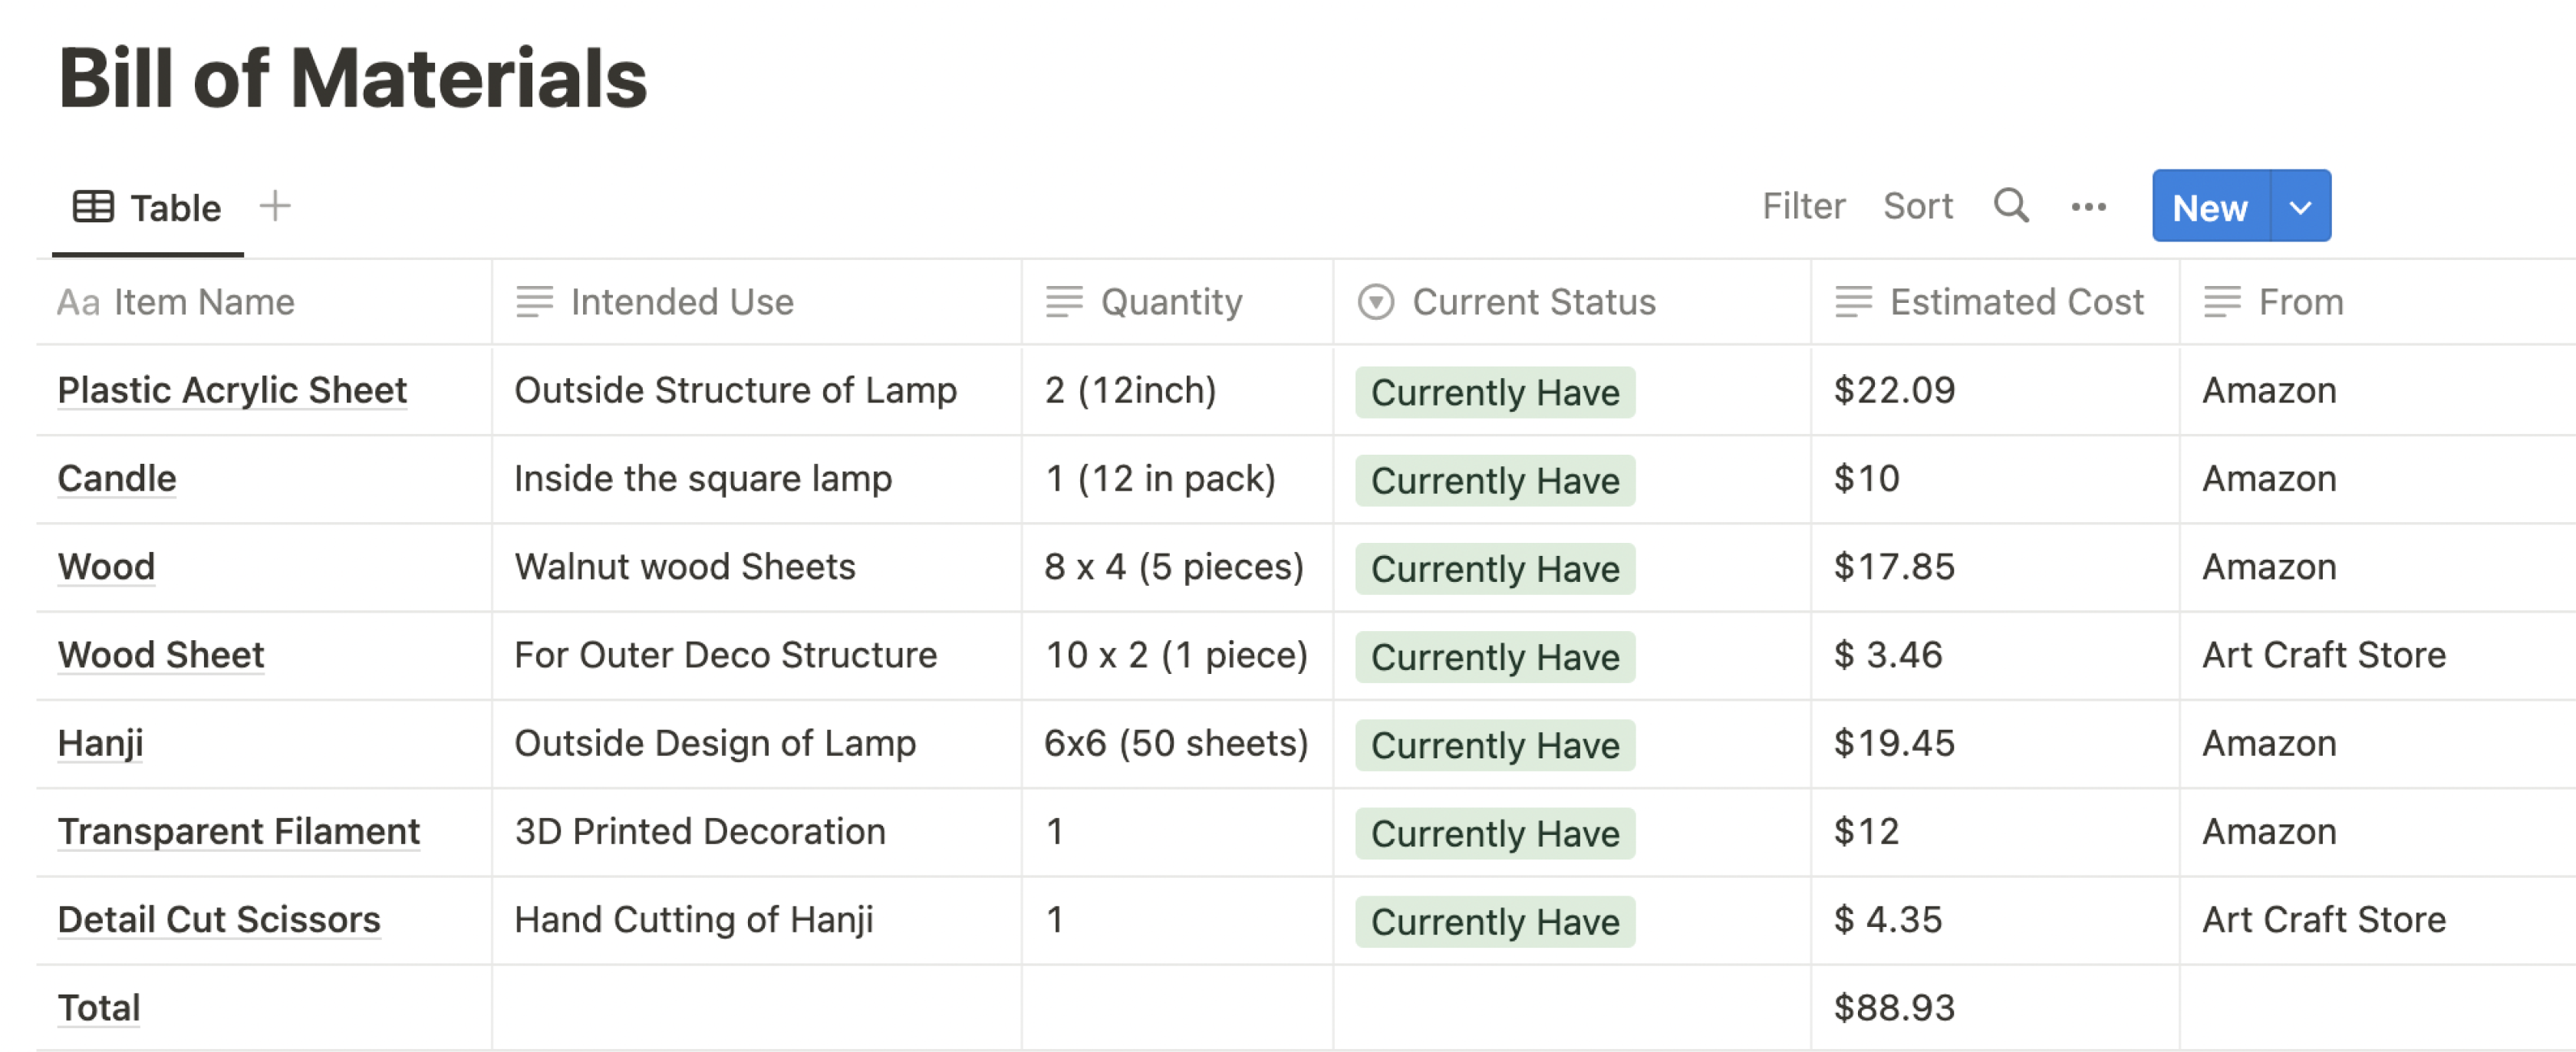 Bill of Materials
Table
Filter Sort New
Aa Item Name Intended Use Quantity Current Status Estimated Cost From
Plastic Acrylic Sheet Outside Structure of Lamp 2 (12inch) Currently Have $22.09 Amazon
Candle Inside the square lamp 1 (12 in pack) Currently Have $10 Amazon
Wood Walnut wood Sheets 8 x 4 (5 pieces) Currently Have $17.85 Amazon
Wood Sheet For Outer Deco Structure 10 x 2 (1 piece) Currently Have $ 3.46 Art Craft Store
Hanji Outside Design of Lamp 6x6 (50 sheets) Currently Have $19.45 Amazon
Transparent Filament 3D Printed Decoration 1 Currently Have $12 Amazon
Detail Cut Scissors Hand Cutting of Hanji 1 Currently Have $ 4.35 Art Craft Store
Total $88.93